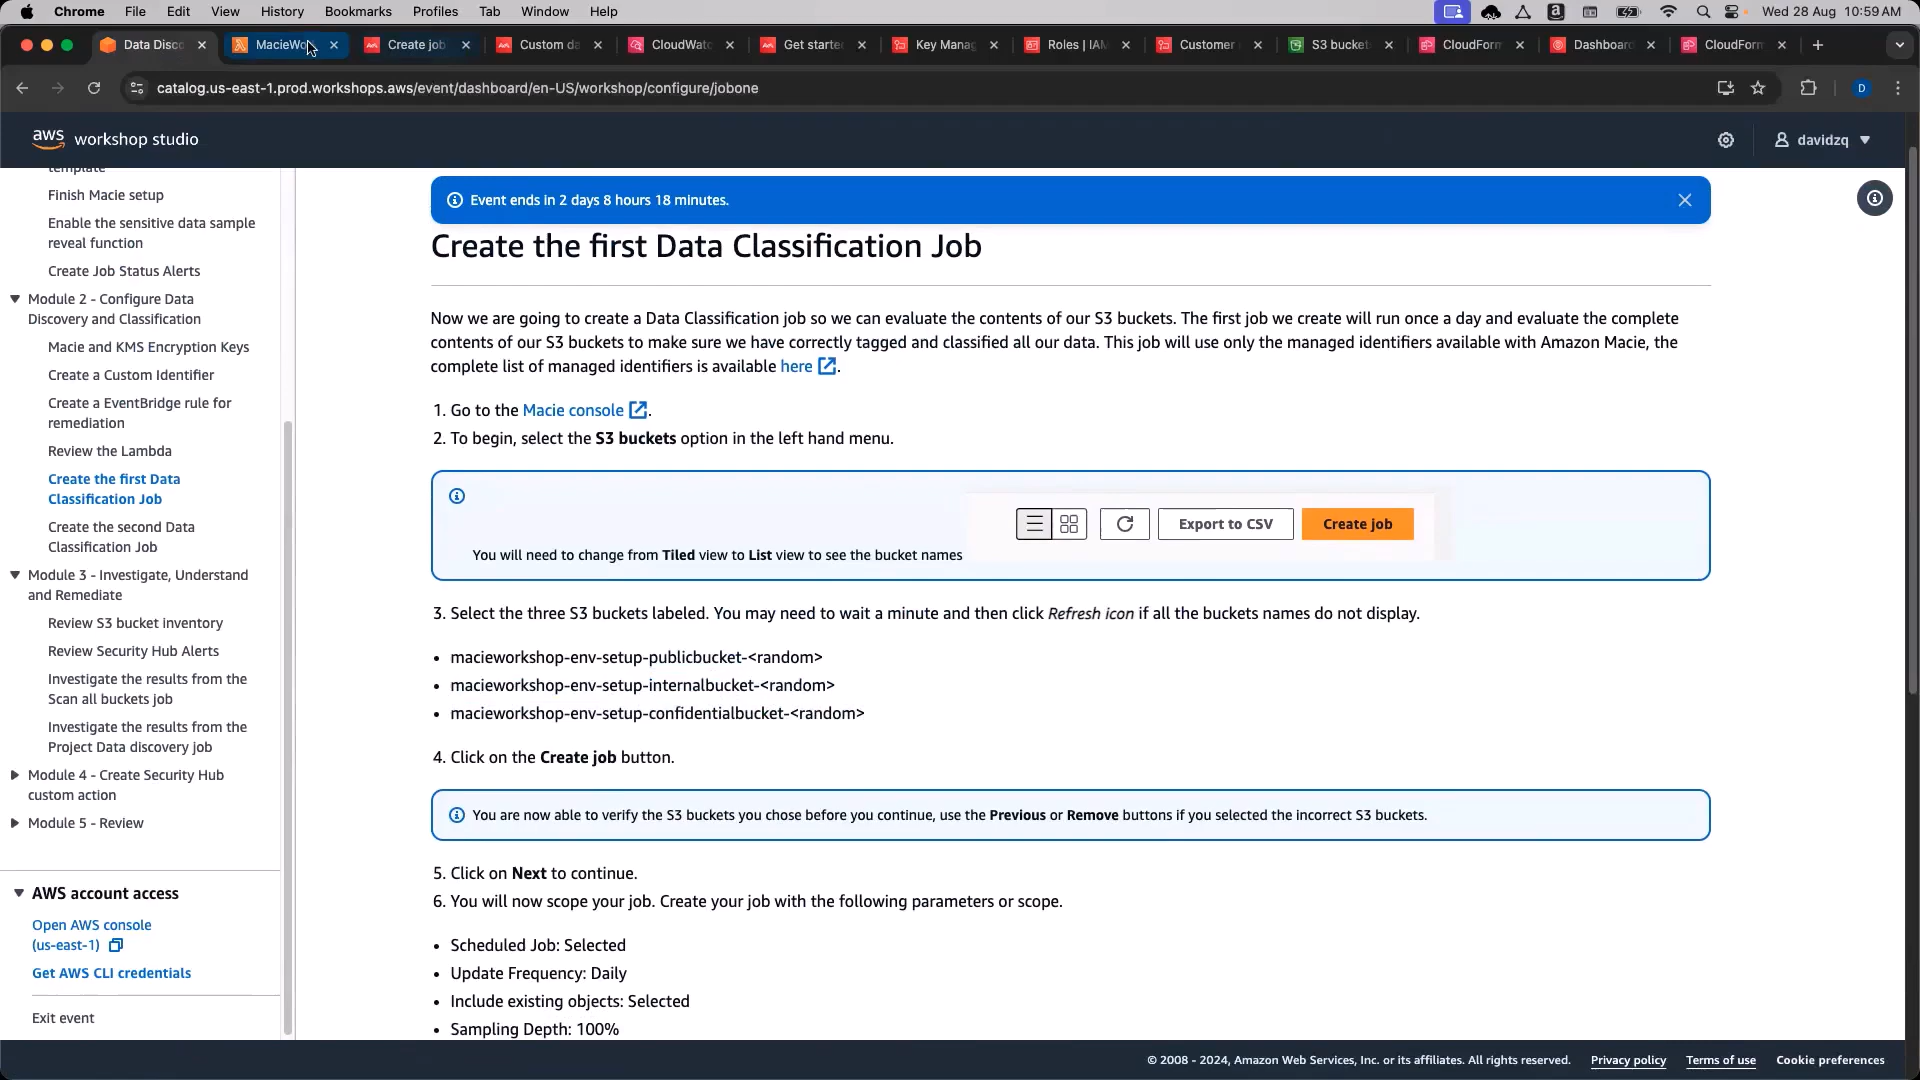 Chrome File Edit View History Bookmarks Profiles Tab Window Help Wed 28 Aug 10:59 AM
Data Disco MacieWo Create job Custom da CloudWat Get starte Key Manag Roles | IAM Customer S3 bucket CloudForm Dashboard CloudForm
catalog.us-east-1.prod.workshops.aws/event/dashboard/en-US/workshop/configure/jobone D
aws workshop studio davidzq
template
Finish Macie setup
Enable the sensitive data sample
reveal function
Create Job Status Alerts
Module 2 - Configure Data
Discovery and Classification
Macie and KMS Encryption Keys
Create a Custom Identifier
Create a EventBridge rule for
remediation
Review the Lambda
Create the first Data
Classification Job
Create the second Data
Classification Job
Module 3 - Investigate, Understand
and Remediate
Review S3 bucket inventory
Review Security Hub Alerts
Investigate the results from the
Scan all buckets job
Investigate the results from the
Project Data discovery job
Module 4 - Create Security Hub
custom action
Module 5 - Review
AWS account access
Open AWS console
(us-east-1)
Get AWS CLI credentials
Exit event
Event ends in 2 days 8 hours 18 minutes.
Create the first Data Classification Job
Now we are going to create a Data Classification job so we can evaluate the contents of our S3 buckets. The first job we create will run once a day and evaluate the complete
contents of our S3 buckets to make sure we have correctly tagged and classified all our data. This job will use only the managed identifiers available with Amazon Macie, the
complete list of managed identifiers is available here.
1. Go to the Macie console.
2. To begin, select the S3 buckets option in the left hand menu.
Export to CSV Create job
You will need to change from Tiled view to List view to see the bucket names
3. Select the three S3 buckets labeled. You may need to wait a minute and then click Refresh icon if all the buckets names do not display.
• macieworkshop-env-setup-publicbucket-<random>
• macieworkshop-env-setup-internalbucket-<random>
• macieworkshop-env-setup-confidentialbucket-<random>
4. Click on the Create job button.
You are now able to verify the S3 buckets you chose before you continue, use the Previous or Remove buttons if you selected the incorrect S3 buckets.
5. Click on Next to continue.
6. You will now scope your job. Create your job with the following parameters or scope.
• Scheduled Job: Selected
• Update Frequency: Daily
• Include existing objects: Selected
• Sampling Depth: 100%
© 2008 - 2024, Amazon Web Services, Inc. or its affiliates. All rights reserved. Privacy policy Terms of use Cookie preferences